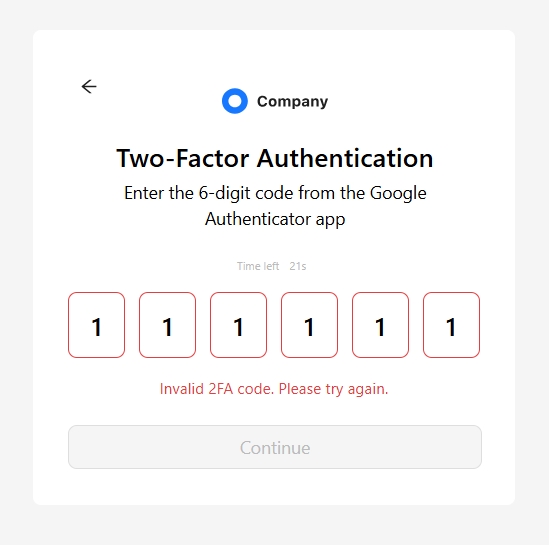 Company
Two-Factor Authentication
Enter the 6-digit code from the Google
Authenticator app
Time left 21s
1 1 1 1 1 1
Invalid 2FA code. Please try again.
Continue